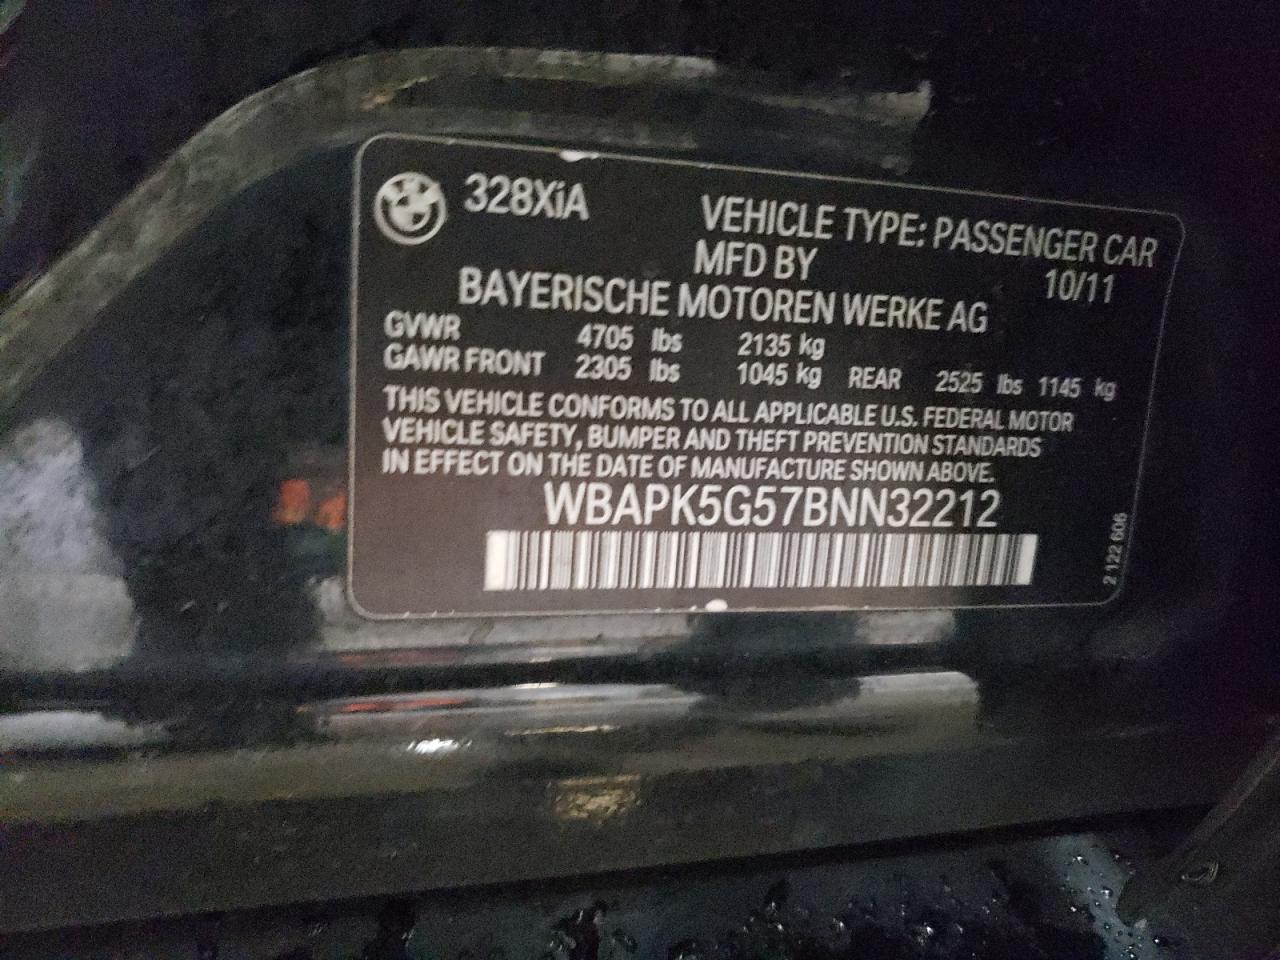 328XiA
VEHICLE TYPE: PASSENGER CAR
MFD BY 10/11
BAYERISCHE MOTOREN WERKE AG
GVWR 4705 lbs 2135 kg
GAWR FRONT 2305 lbs 1045 kg REAR 2525 lbs 1145 kg
THIS VEHICLE CONFORMS TO ALL APPLICABLE U.S. FEDERAL MOTOR
VEHICLE SAFETY, BUMPER AND THEFT PREVENTION STANDARDS
IN EFFECT ON THE DATE OF MANUFACTURE SHOWN ABOVE.
WBAPK5G57BNN32212
2 122 606